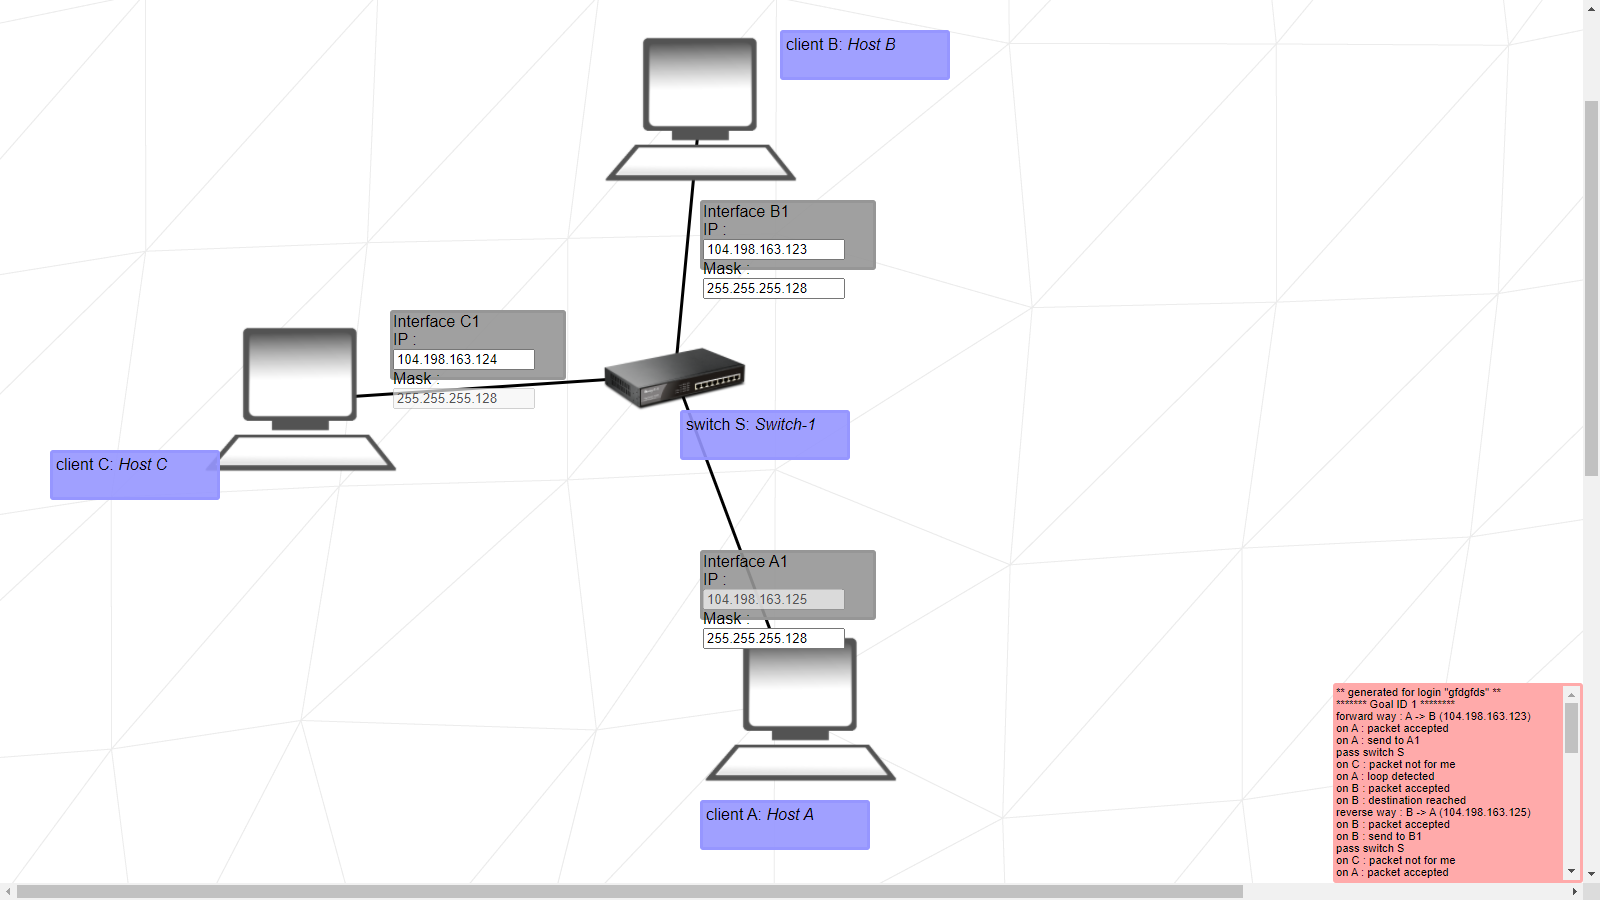 client B: Host B
Interface B1
IP :
104.198.163.123
Mask :
255.255.255.128
Interface C1
IP :
104.198.163.124
Mask :
255.255.255.128
switch S: Switch-1
client C: Host C
Interface A1
IP :
104.198.163.125
Mask :
255.255.255.128
client A: Host A
** generated for login "gfdgfds" **
******* Goal ID 1 ********
forward way : A -> B (104.198.163.123)
on A : packet accepted
on A : send to A1
pass switch S
on C : packet not for me
on A : loop detected
on B : packet accepted
on B : destination reached
reverse way : B -> A (104.198.163.125)
on B : packet accepted
on B : send to B1
pass switch S
on C : packet not for me
on A : packet accepted